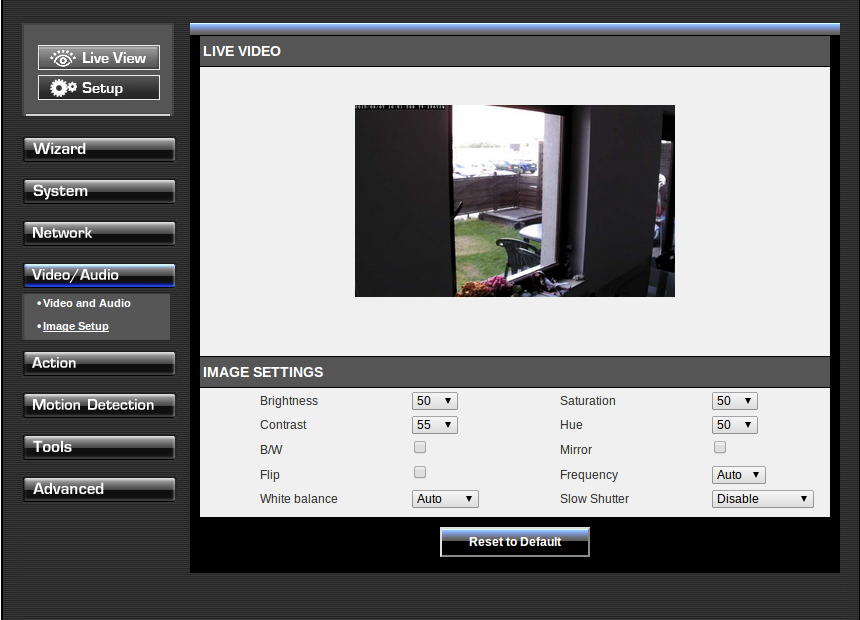 Live View
Setup
Wizard
System
Network
Video/Audio
•Video and Audio
•Image Setup
Action
Motion Detection
Tools
Advanced
LIVE VIDEO
IMAGE SETTINGS
Brightness 50 Saturation 50
Contrast 55 Hue 50
B/W Mirror
Flip Frequency Auto
White balance Auto Slow Shutter Disable
Reset to Default